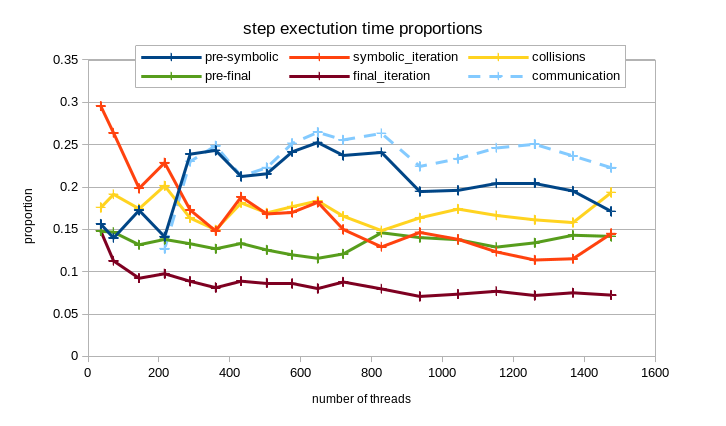 step exectution time proportions
pre-symbolic symbolic_iteration collisions
pre-final final_iteration communication
0.35
0.3
0.25
0.2
0.15
0.1
0.05
0
proportion
0 200 400 600 800 1000 1200 1400 1600
number of threads